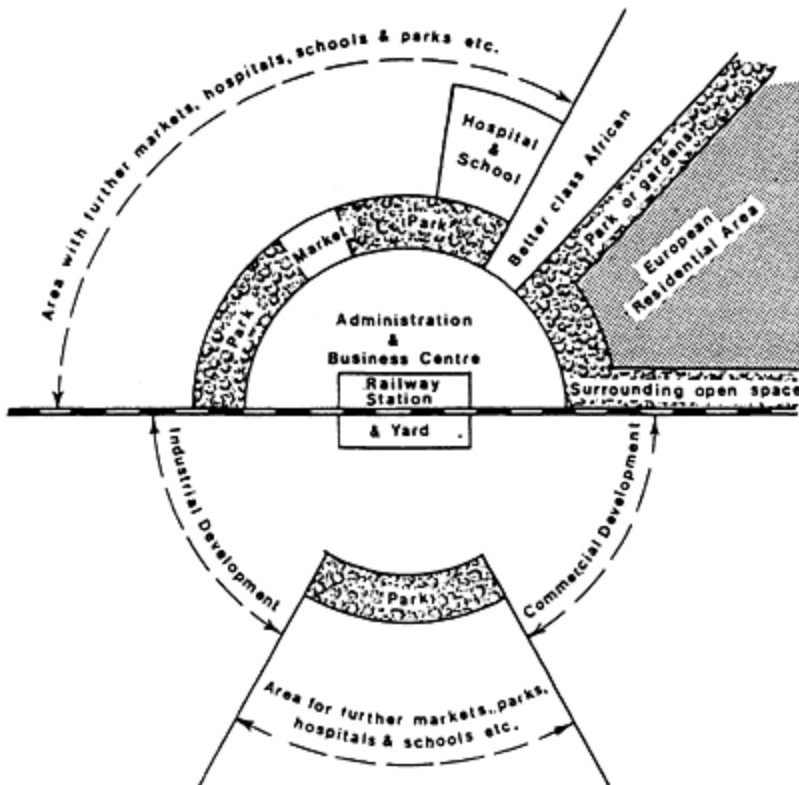 Area with further markets, hospitals, schools & parks etc.
Hospital
&
School
Better class African
Park or gardens
European
Residential Area
Park
Market
Park
Administration
&
Business Centre
Railway
Station
& Yard
Surrounding open space
Industrial Development
Commercial Development
Park
Area for further markets, parks,
hospitals & schools etc.